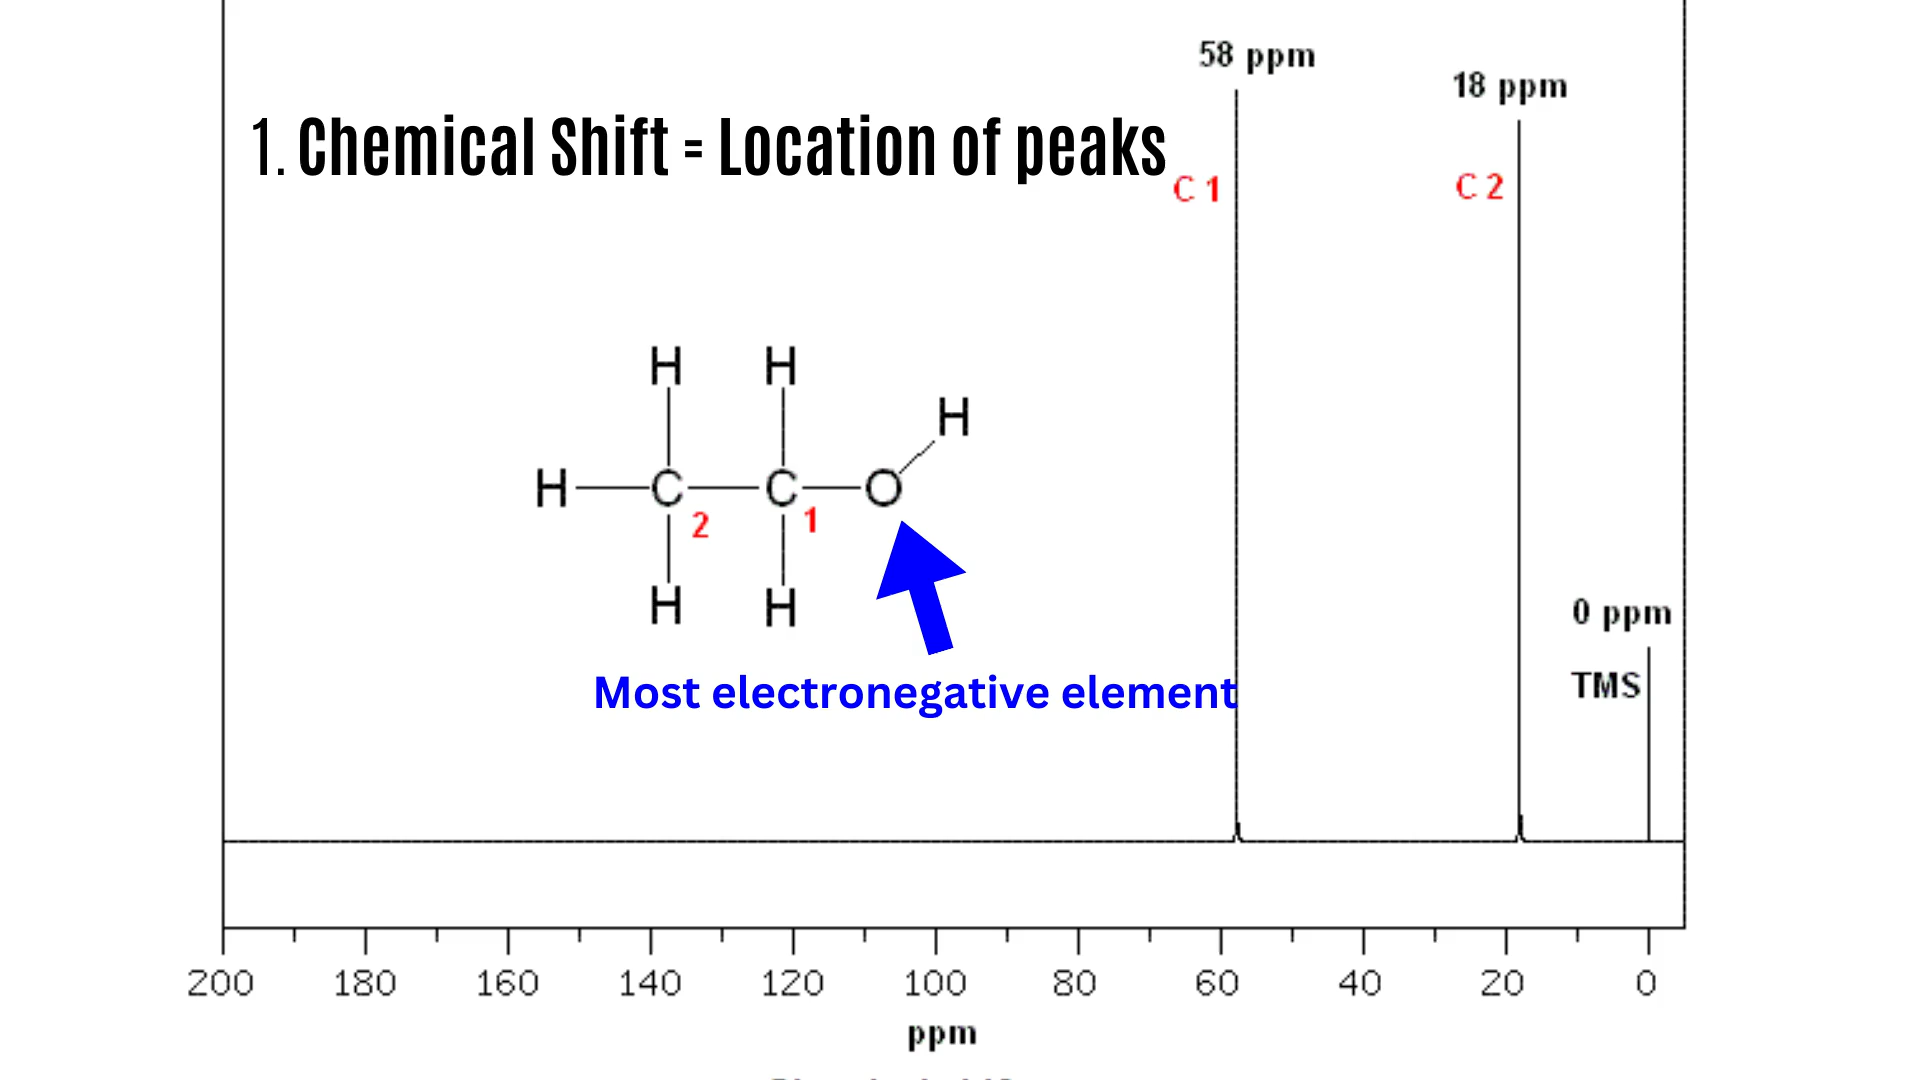 58 ppm
18 ppm
1. Chemical Shift = Location of peaks
C 1
C 2
H H
H
H C C O
2 1
H H
0 ppm
TMS
Most electronegative element
200 180 160 140 120 100 80 60 40 20 0
ppm